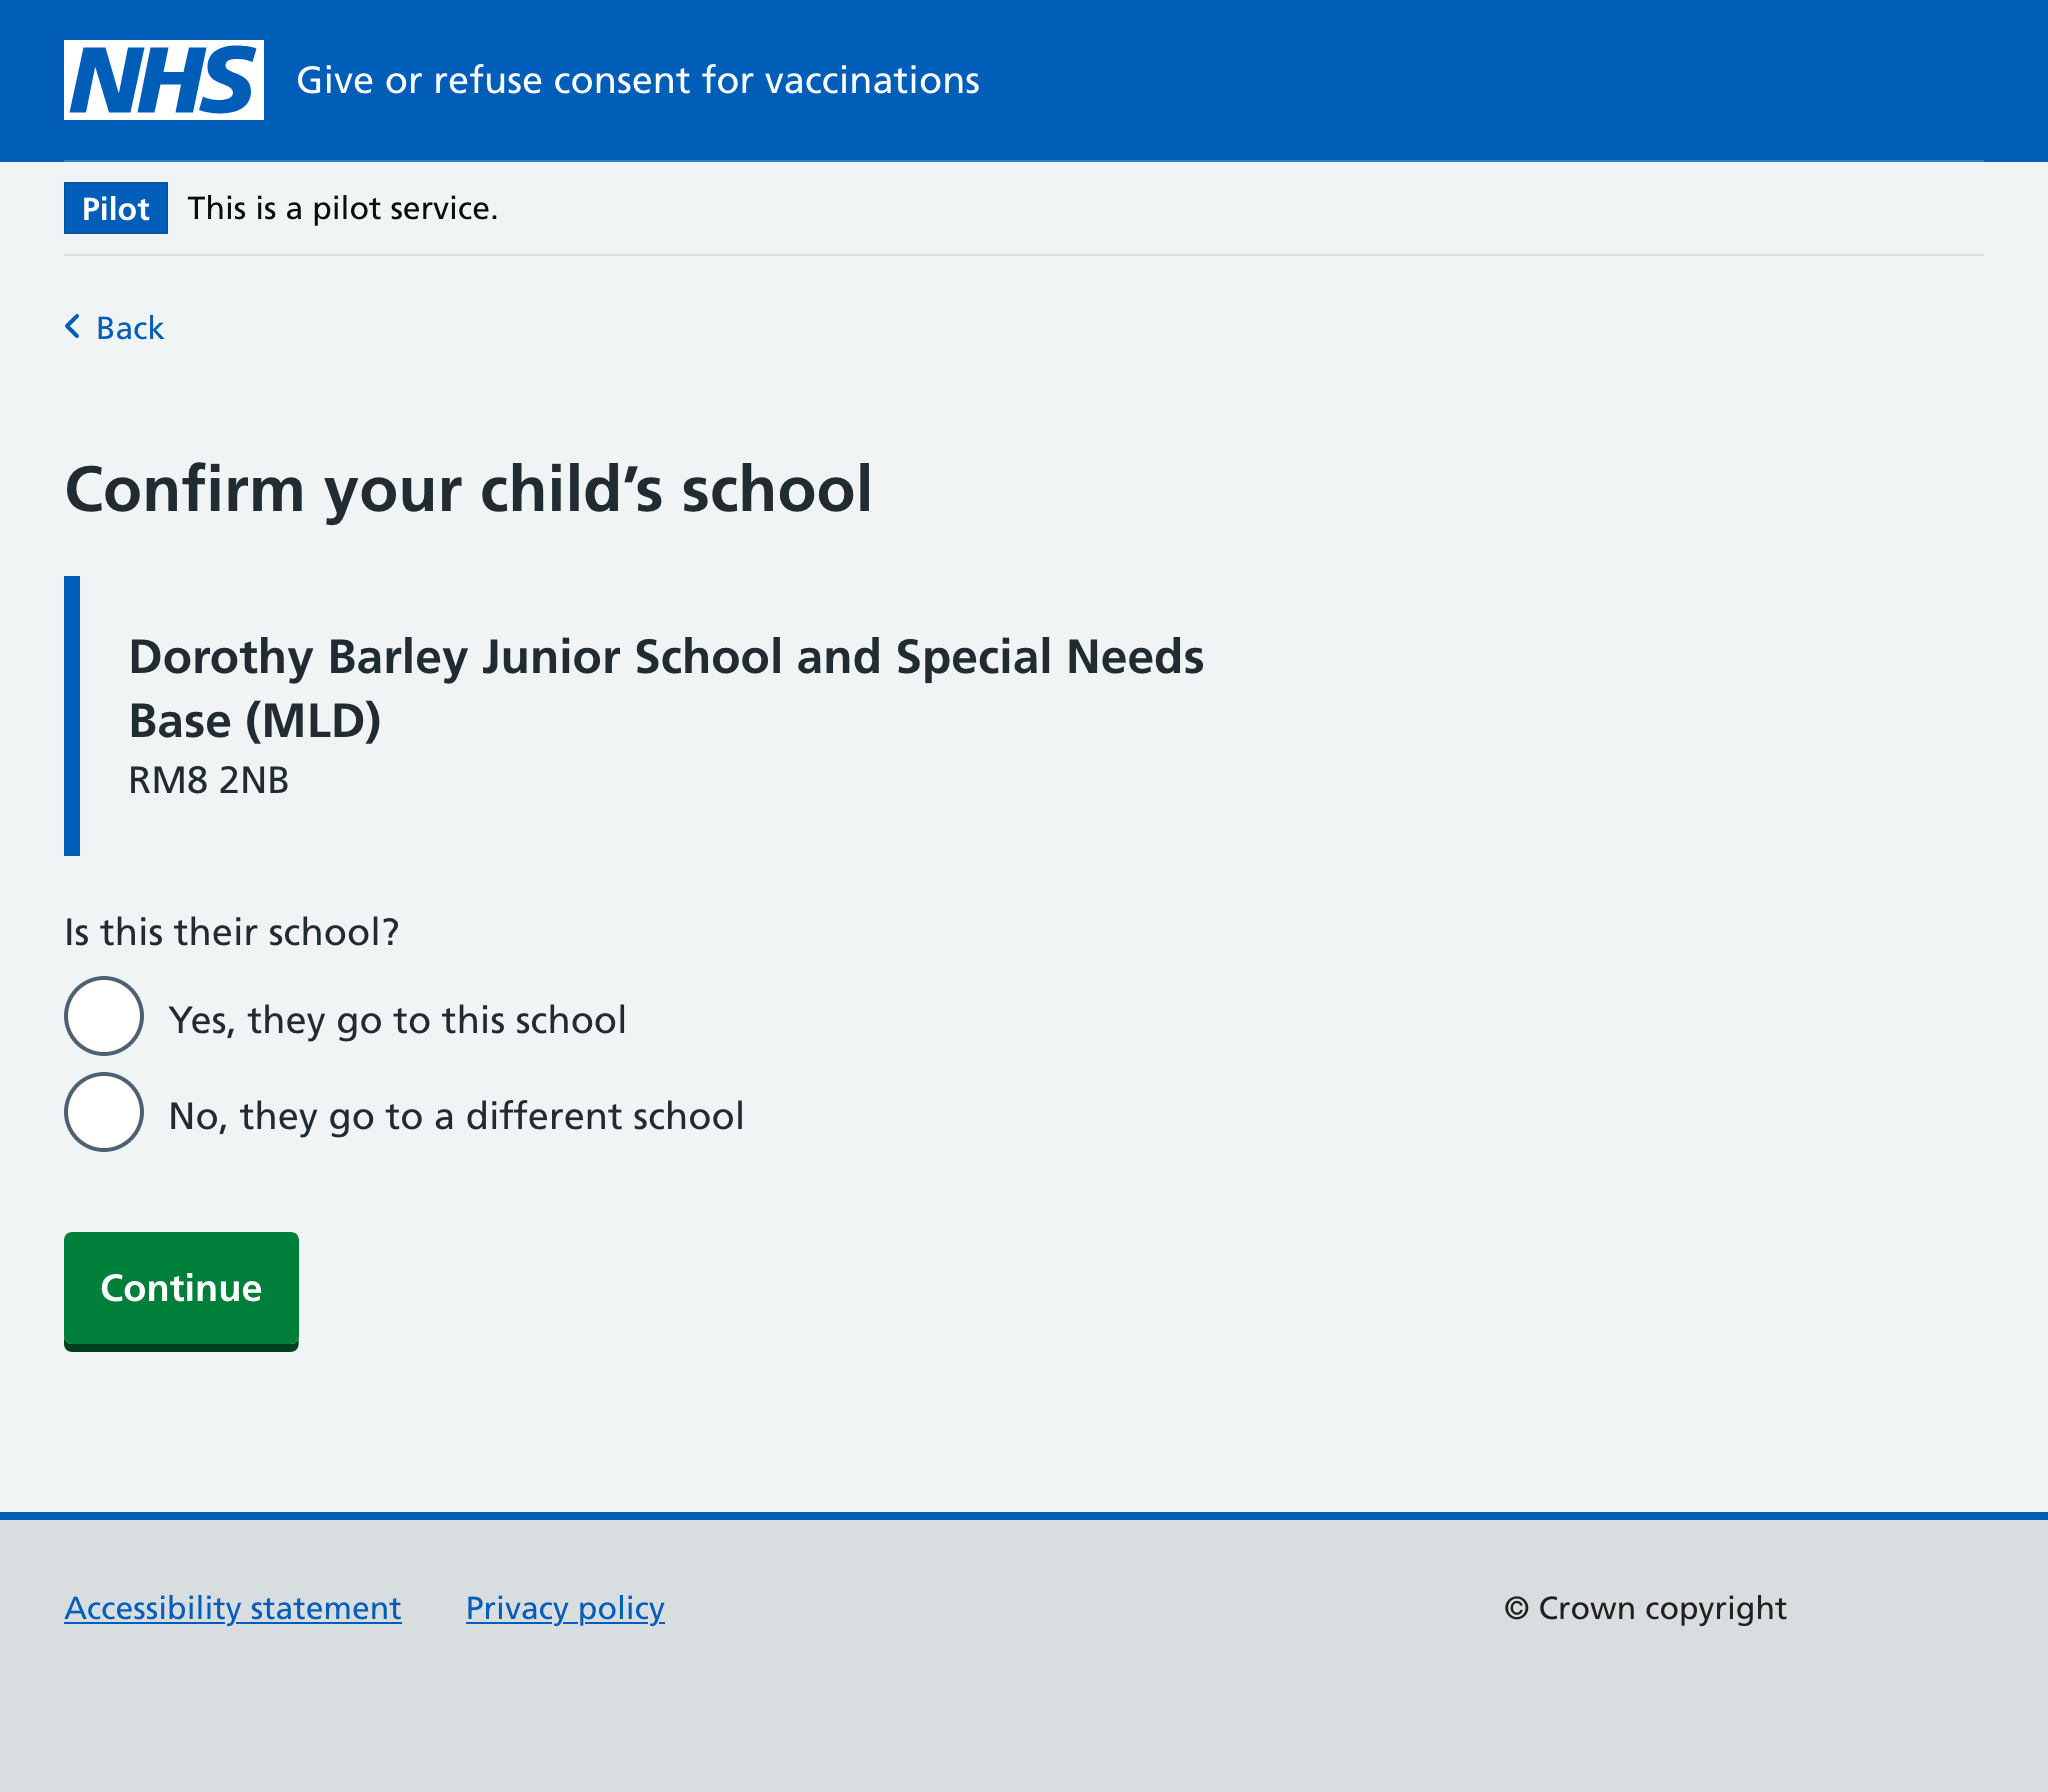 NHS Give or refuse consent for vaccinations
Pilot This is a pilot service.
Back
Confirm your child’s school
Dorothy Barley Junior School and Special Needs
Base (MLD)
RM8 2NB
Is this their school?
Yes, they go to this school
No, they go to a different school
Continue
Accessibility statement Privacy policy © Crown copyright